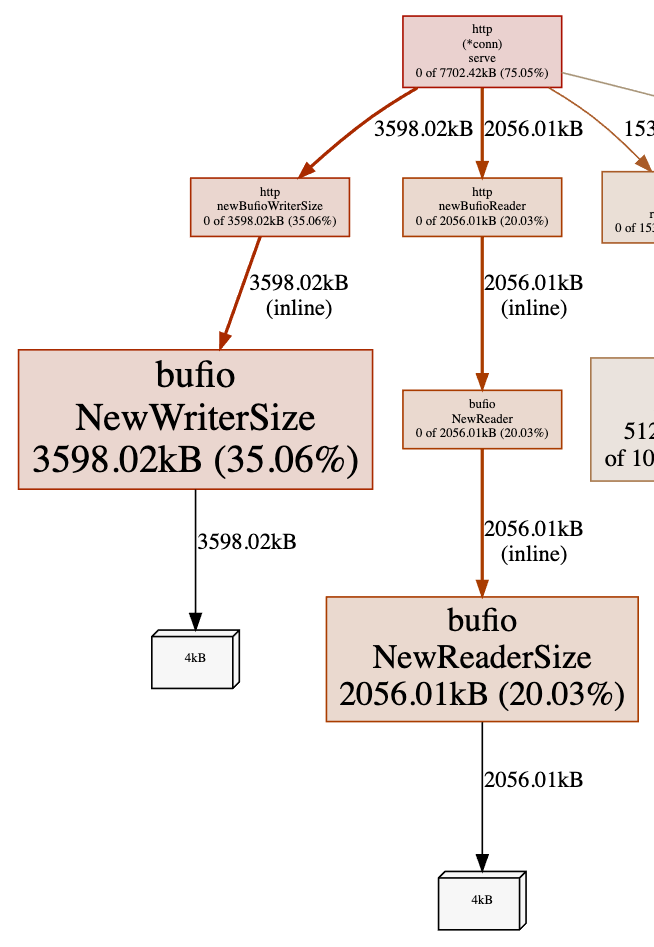 http
(*conn)
serve
0 of 7702.42kB (75.05%)
3598.02kB
2056.01kB
153
http
newBufioWriterSize
0 of 3598.02kB (35.06%)
http
newBufioReader
0 of 2056.01kB (20.03%)
r
0 of 153
3598.02kB
(inline)
2056.01kB
(inline)
bufio
NewWriterSize
3598.02kB (35.06%)
bufio
NewReader
0 of 2056.01kB (20.03%)
512
of 10
3598.02kB
2056.01kB
(inline)
4kB
bufio
NewReaderSize
2056.01kB (20.03%)
2056.01kB
4kB